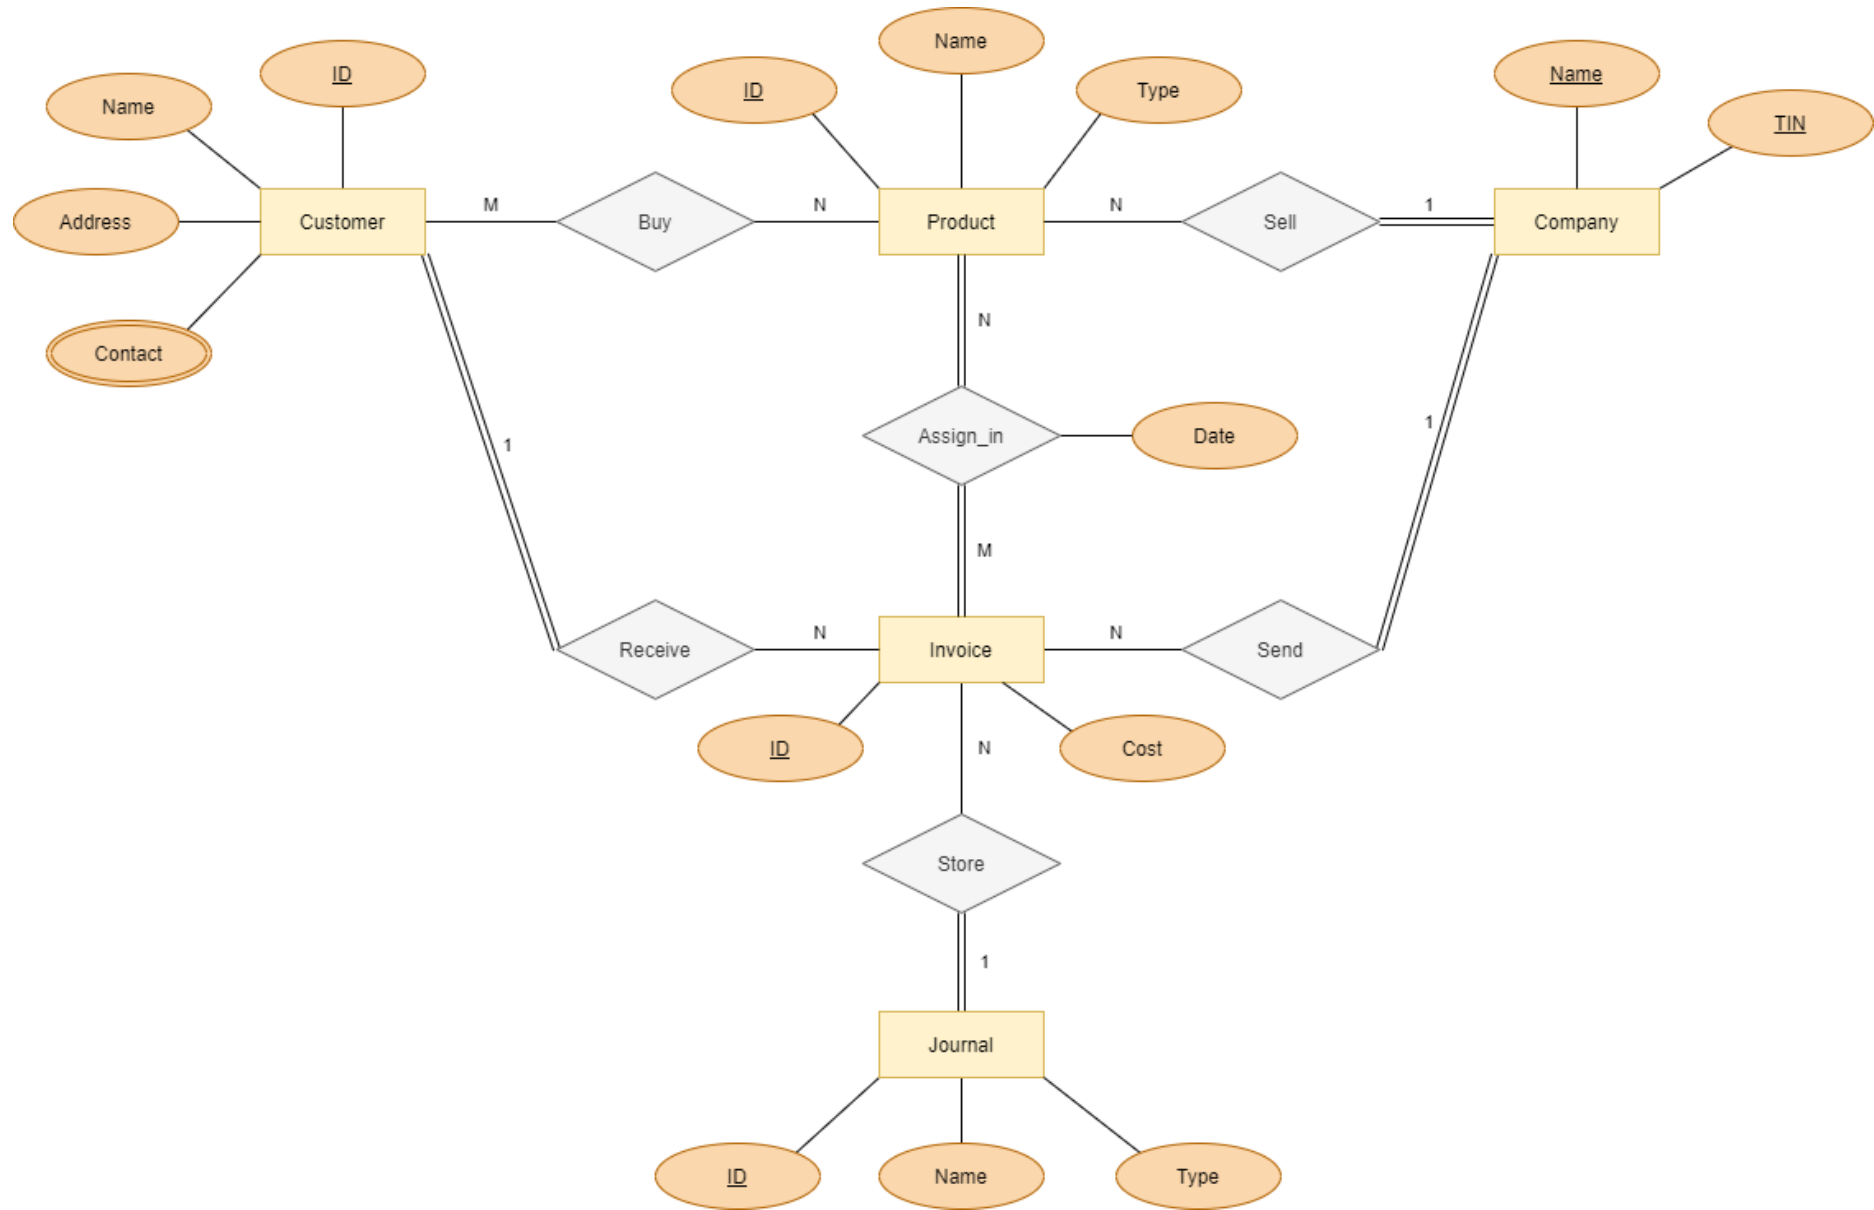 Name
ID
Name
Name
ID
Type
Name
TIN
Address
Customer
M
Buy
N
Product
N
Sell
1
Company
Contact
N
1
Assign_in
Date
1
M
Receive
N
Invoice
N
Send
ID
N
Cost
Store
1
Journal
ID
Name
Type